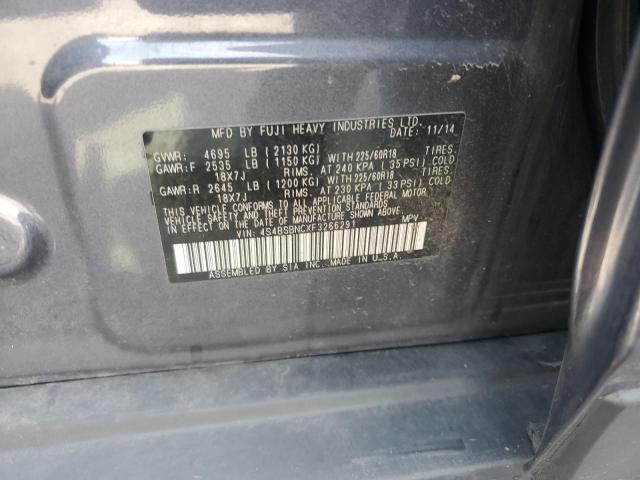 MFD BY FUJI HEAVY INDUSTRIES LTD.
DATE: 11/14
GVWR: 4695 LB (2130 KG)
GAWR:F 2535 LB (1150 KG) WITH 225/60R18 TIRES.
18X7J RIMS. AT 240 KPA (35PSI) COLD
GAWR:R 2645 LB (1200 KG) WITH 225/60R18 TIRES.
18X7J RIMS. AT 230 KPA (33PSI) COLD
THIS VEHICLE CONFORMS TO ALL APPLICABLE FEDERAL MOTOR
VEHICLE SAFETY, BUMPER, AND THEFT PREVENTION STANDARDS
IN EFFECT ON THE DATE OF MANUFACTURE SHOWN ABOVE.
VIN: 4S4BSBNCXF3266291 MPV
ASSEMBLED BY SIA INC. MADE IN U.S.A.